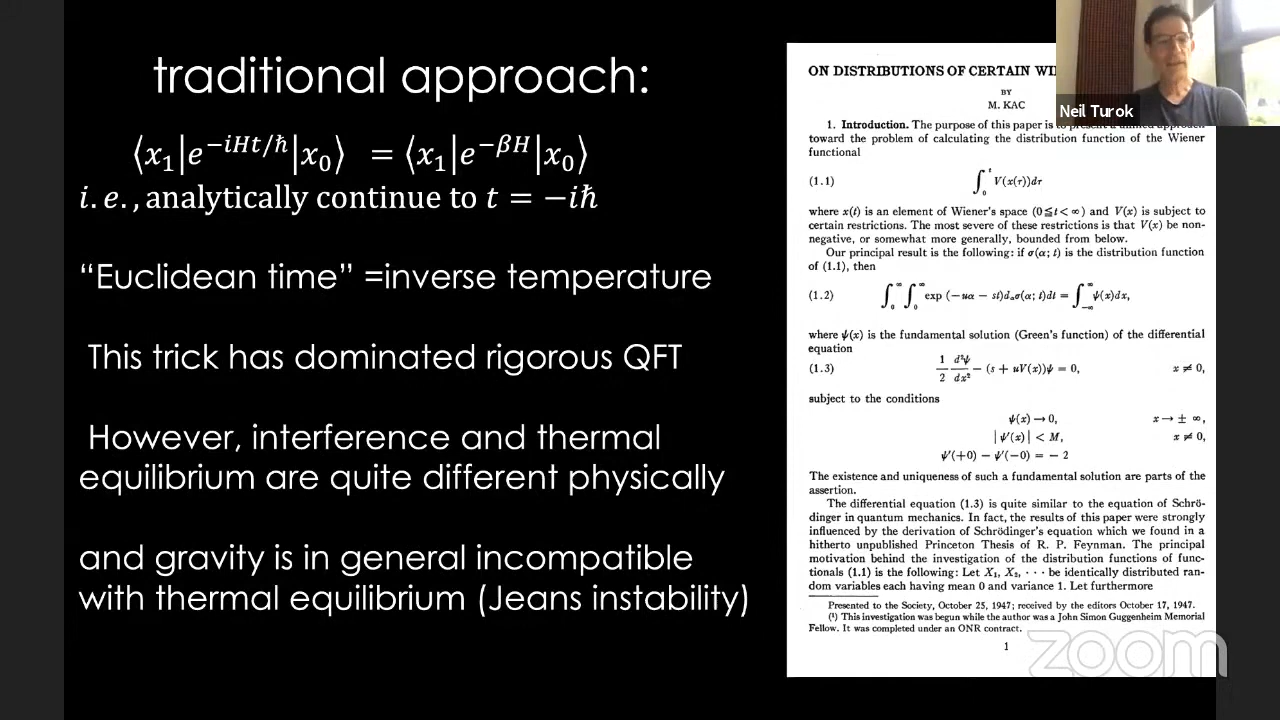 traditional approach:
⟨x₁|e^{−iHt/ℏ}|x₀⟩ = ⟨x₁|e^{−βH}|x₀⟩
i. e., analytically continue to t = −iℏ
“Euclidean time” =inverse temperature
This trick has dominated rigorous QFT
However, interference and thermal
equilibrium are quite different physically
and gravity is in general incompatible
with thermal equilibrium (Jeans instability)
ON DISTRIBUTIONS OF CERTAIN
BY
M. KAC
1. Introduction. The purpose of this paper is
toward the problem of calculating the distribution function of the Wiener
functional
(1.1) ∫₀ᵗ V(x(τ))dτ
where x(t) is an element of Wiener's space (0≦t<∞) and V(x) is subject to
certain restrictions. The most severe of these restrictions is that V(x) be non-
negative, or somewhat more generally, bounded from below.
Our principal result is the following: if σ(α; t) is the distribution function
of (1.1), then
(1.2) ∫₀^∞ ∫₀^∞ exp (−uα − st)d_ασ(α; t)dt = ∫_{−∞}^∞ ψ(x)dx,
where ψ(x) is the fundamental solution (Green's function) of the differential
equation
(1.3) 1/2 d²ψ/dx² − (s + uV(x))ψ = 0, x ≠ 0,
subject to the conditions
ψ(x) → 0, x → ± ∞,
|ψ′(x)| < M, x ≠ 0,
ψ′(+0) − ψ′(−0) = − 2
The existence and uniqueness of such a fundamental solution are parts of the
assertion.
The differential equation (1.3) is quite similar to the equation of Schrö-
dinger in quantum mechanics. In fact, the results of this paper were strongly
influenced by the derivation of Schrödinger's equation which we found in a
hitherto unpublished Princeton Thesis of R. P. Feynman. The principal
motivation behind the investigation of the distribution functions of func-
tionals (1.1) is the following: Let X₁, X₂, · · · be identically distributed ran-
dom variables each having mean 0 and variance 1. Let furthermore
Presented to the Society, October 25, 1947; received by the editors October 17, 1947.
(¹) This investigation was begun while the author was a John Simon Guggenheim Memorial
Fellow. It was completed under an ONR contract.
1
Neil Turok
zoom